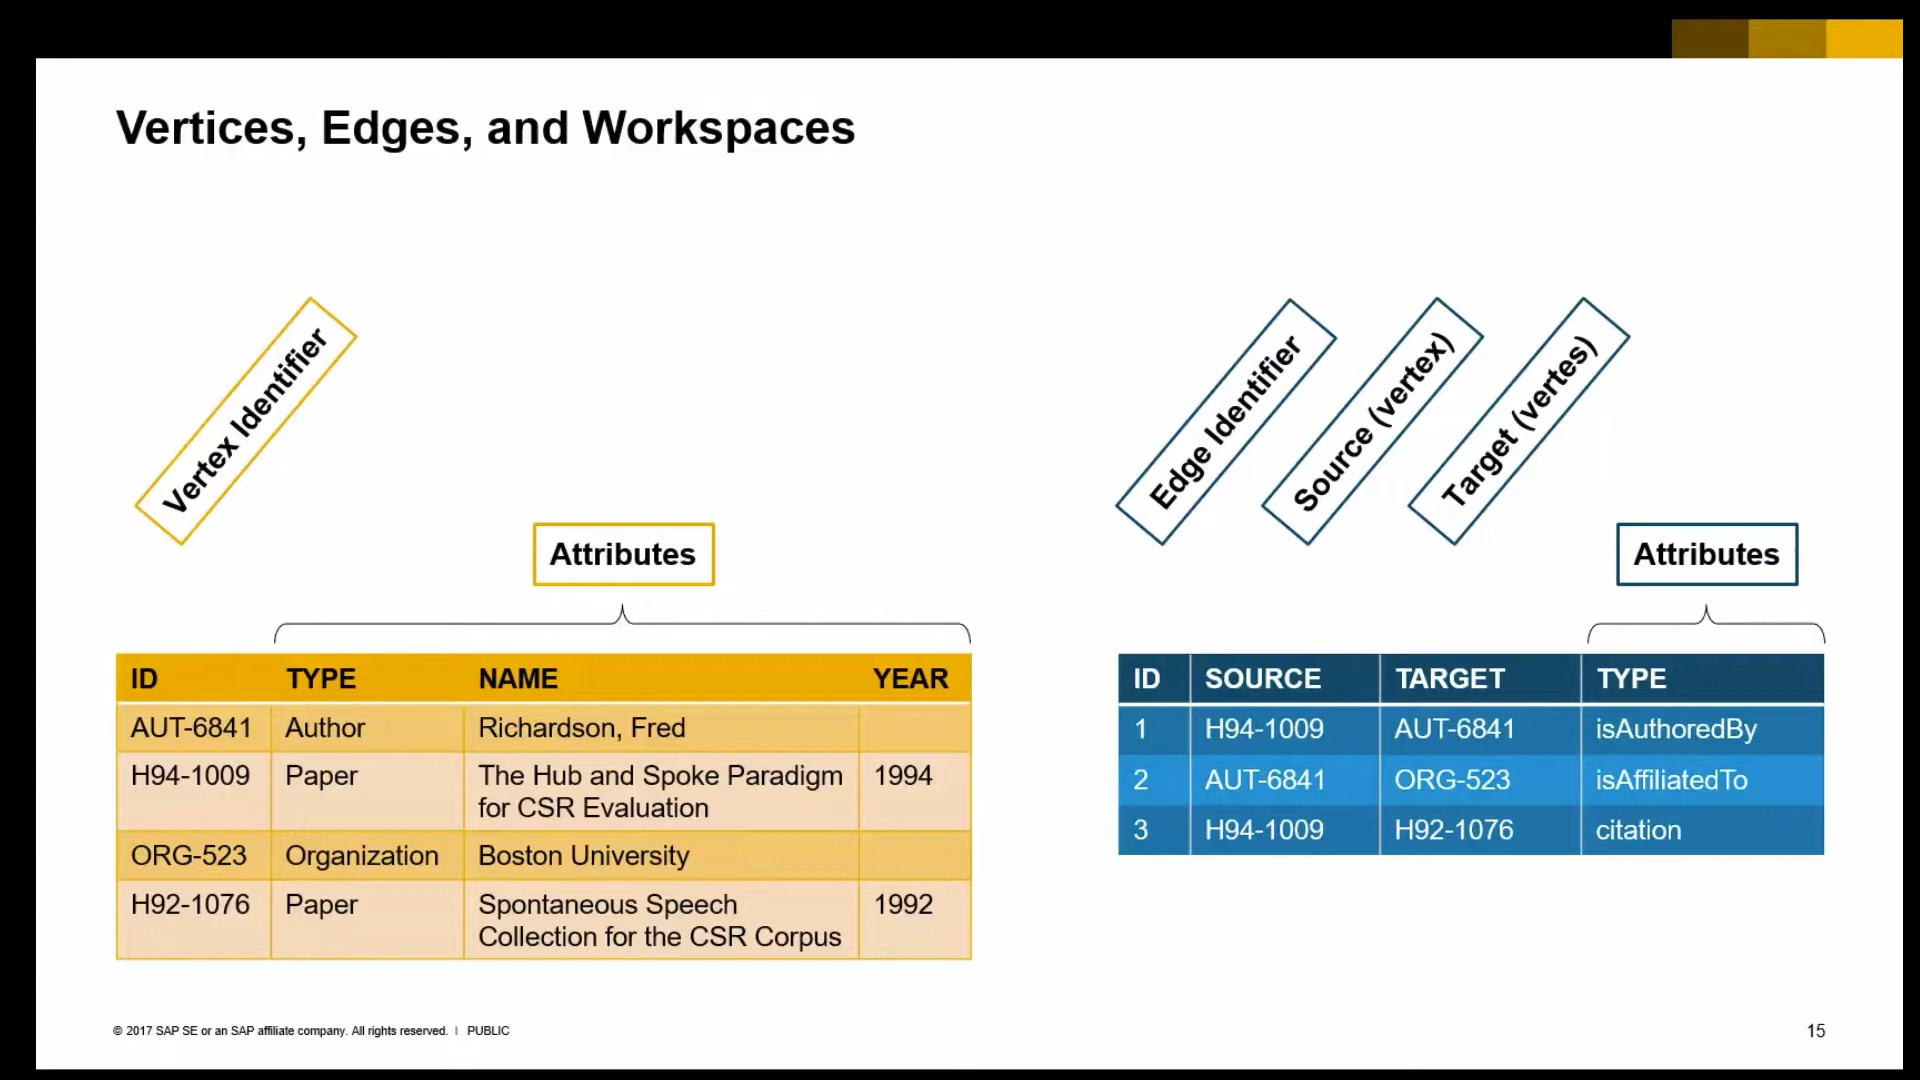 Vertices, Edges, and Workspaces
Vertex Identifier
Attributes
ID TYPE NAME YEAR
AUT-6841 Author Richardson, Fred
H94-1009 Paper The Hub and Spoke Paradigm 1994
for CSR Evaluation
ORG-523 Organization Boston University
H92-1076 Paper Spontaneous Speech 1992
Collection for the CSR Corpus
Edge Identifier
Source (vertex)
Target (vertes)
Attributes
ID SOURCE TARGET TYPE
1 H94-1009 AUT-6841 isAuthoredBy
2 AUT-6841 ORG-523 isAffiliatedTo
3 H94-1009 H92-1076 citation
© 2017 SAP SE or an SAP affiliate company. All rights reserved. | PUBLIC
15